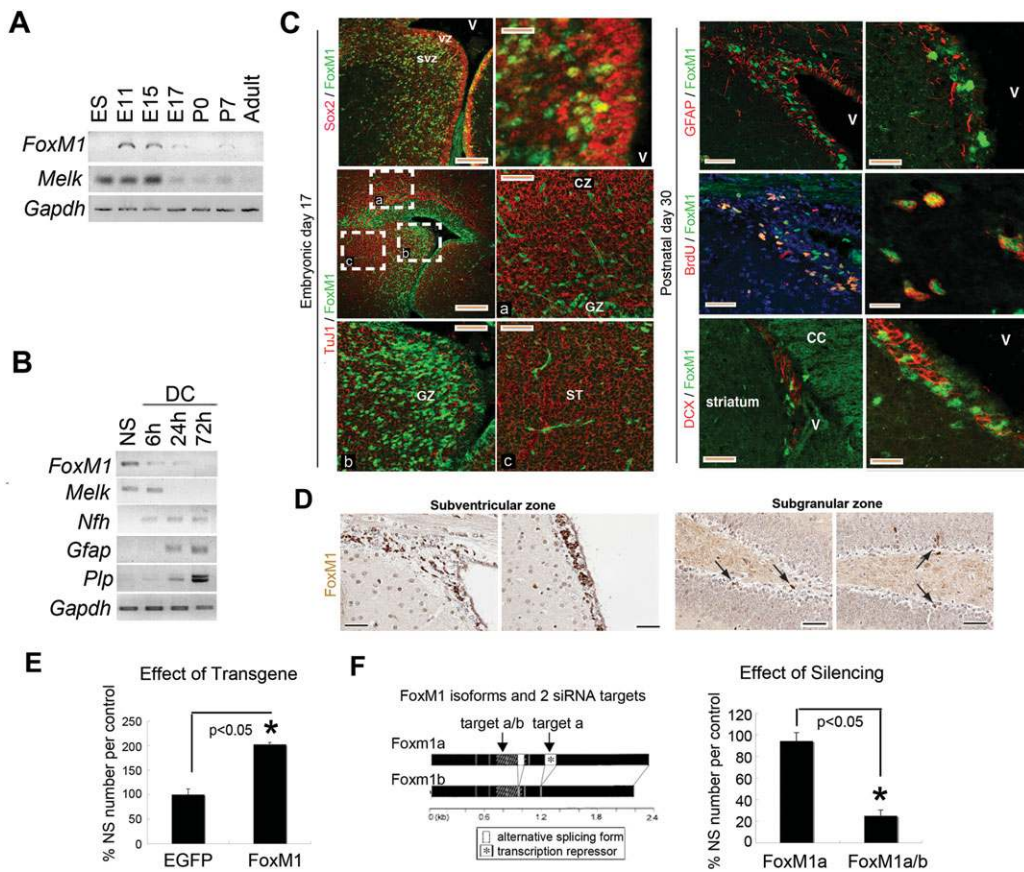 A
ES E11 E15 E17 P0 P7 Adult
FoxM1
Melk
Gapdh
B
DC
NS 6h 24h 72h
FoxM1
Melk
Nfh
Gfap
Plp
Gapdh
C
Embryonic day 17
Sox2 / FoxM1
V
vz
svz
V
TuJ1 / FoxM1
a
b
c
CZ
GZ
a
GZ
b
ST
c
Postnatal day 30
GFAP / FoxM1
V
V
BrdU / FoxM1
DCX / FoxM1
CC
striatum
V
V
D
Subventricular zone
Subgranular zone
FoxM1
E
Effect of Transgene
% NS number per control
250
200
150
100
50
0
p<0.05
*
EGFP FoxM1
F
FoxM1 isoforms and 2 siRNA targets
target a/b target a
Foxm1a
*
Foxm1b
0 (kb) 0.6 1.2 1.8 2.4
alternative splicing form
* transcription repressor
Effect of Silencing
% NS number per control
120
100
80
60
40
20
0
p<0.05
*
FoxM1a FoxM1a/b